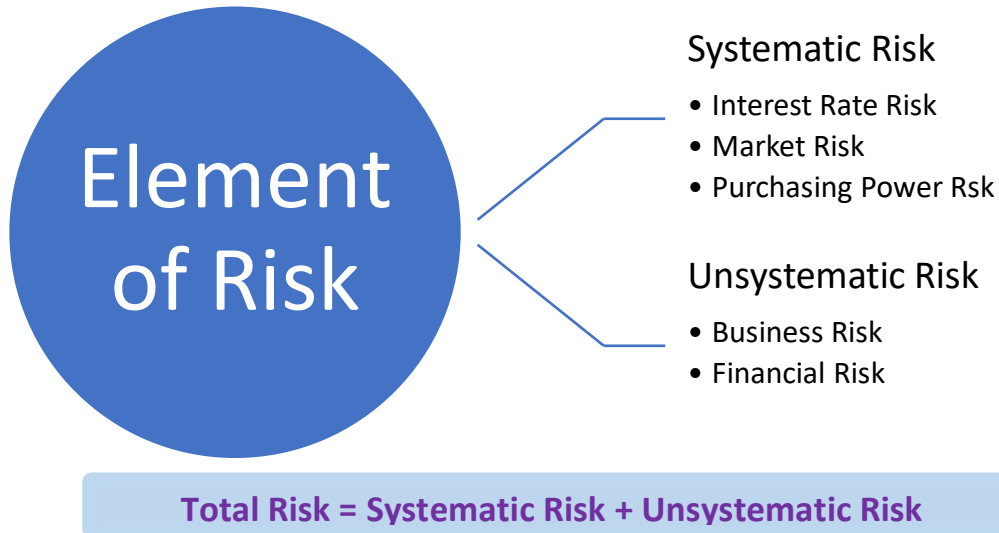 Element
of Risk
Systematic Risk
• Interest Rate Risk
• Market Risk
• Purchasing Power Rsk
Unsystematic Risk
• Business Risk
• Financial Risk
Total Risk = Systematic Risk + Unsystematic Risk